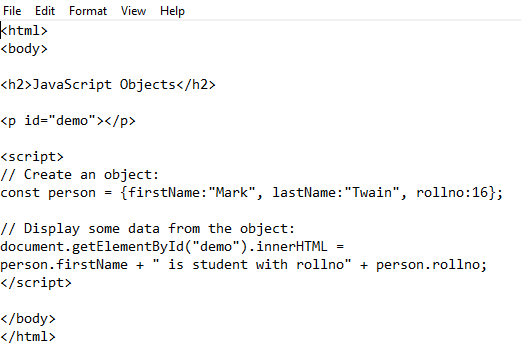 File Edit Format View Help
<html>
<body>
<h2>JavaScript Objects</h2>
<p id="demo"></p>
<script>
// Create an object:
const person = {firstName:"Mark", lastName:"Twain", rollno:16};
// Display some data from the object:
document.getElementById("demo").innerHTML =
person.firstName + " is student with rollno" + person.rollno;
</script>
</body>
</html>